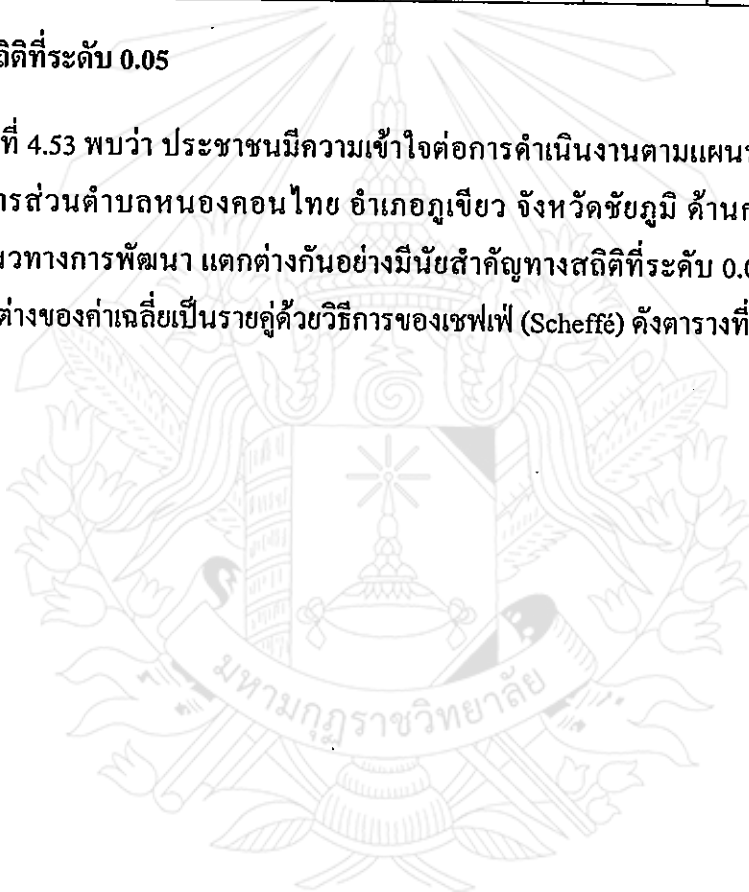 ถิติที่ระดับ 0.05
ที่ 4.53 พบว่า ประชาชนมีความเข้าใจต่อการดำเนินงานตามแผน
ารส่วนตำบลหนองคอนไทย อำเภอภูเขียว จังหวัดชัยภูมิ ด้าน
นวทางการพัฒนา แตกต่างกันอย่างมีนัยสำคัญทางสถิติที่ระดับ 0.0
ต่างของค่าเฉลี่ยเป็นรายคู่ด้วยวิธีการของเชฟเฟ่ (Scheffé) ดังตารางที่
มหามกุฏราชวิทยาลัย